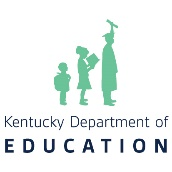 Kentucky Department of
EDUCATION